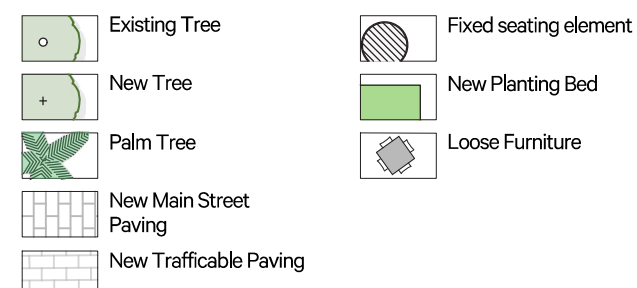 Existing Tree
New Tree
Palm Tree
New Main Street
Paving
New Trafficable Paving
Fixed seating element
New Planting Bed
Loose Furniture